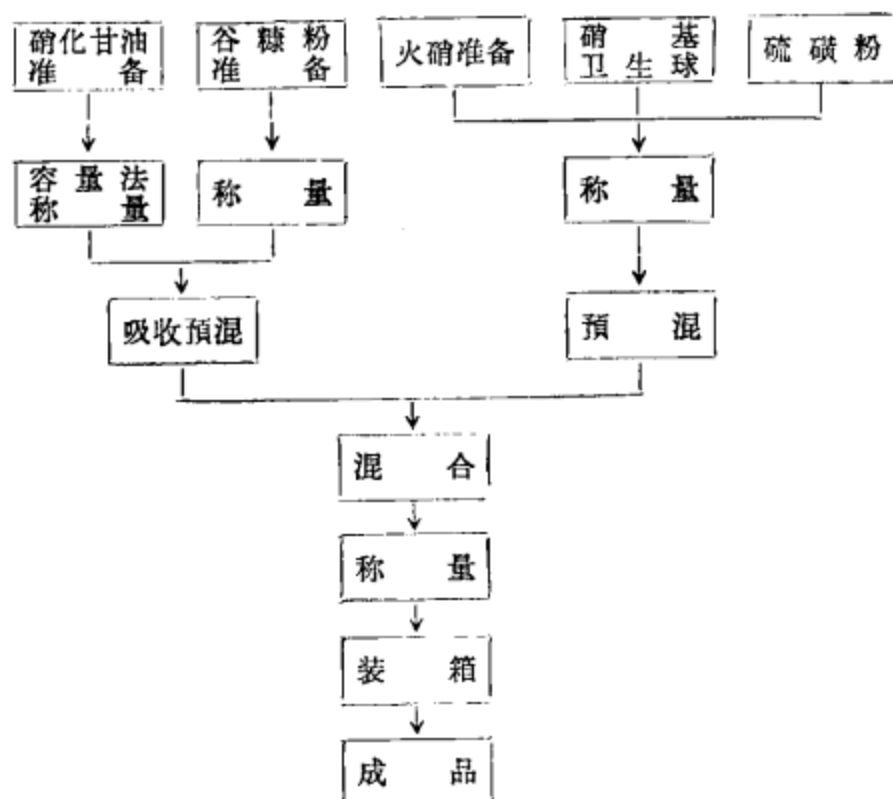 硝化甘油
准备
谷糠粉
准备
火硝准备
硝基
卫生球
硫磺粉
容量法
称量
称量
称量
吸收預混
預混
混合
称量
装箱
成品